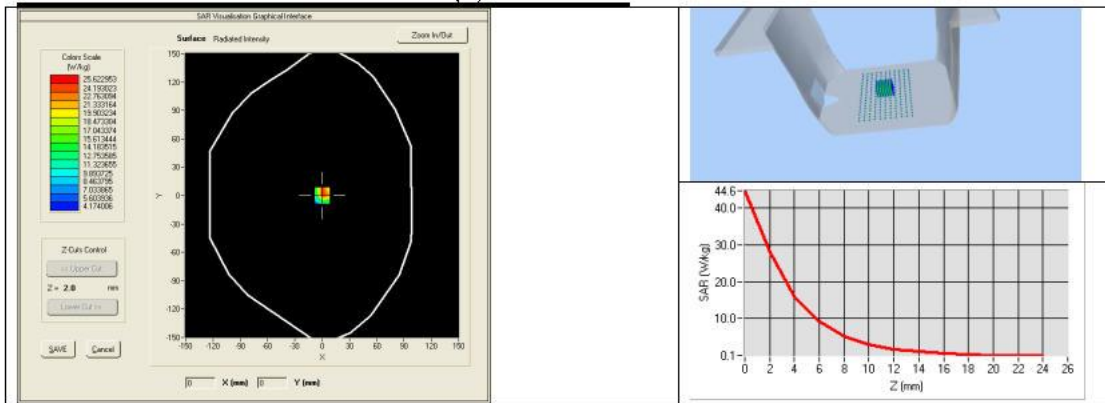 SAR Visualisation Graphical Interface
Surface Radiated Intensity
Zoom In/Out
Colors Scale
(W/kg)
25.622953
24.193023
22.763094
21.333164
19.903234
18.473304
17.043374
15.613444
14.183515
12.753585
11.323655
9.893725
8.463795
7.033865
5.603936
4.174006
Z-Cuts Control
<< Upper Cut
Z = 2.0 mm
Lower Cut >>
SAVE Cancel
150-
120-
90-
60-
30-
Y 0-
-30-
-60-
-90-
-120-
-150-
-150 -120 -90 -60 -30 0 30 60 90 120 150
X
0 X (mm) 0 Y (mm)
44.6
40.0
30.0
20.0
10.0
0.1
SAR (W/kg)
0 2 4 6 8 10 12 14 16 18 20 22 24 26
Z (mm)